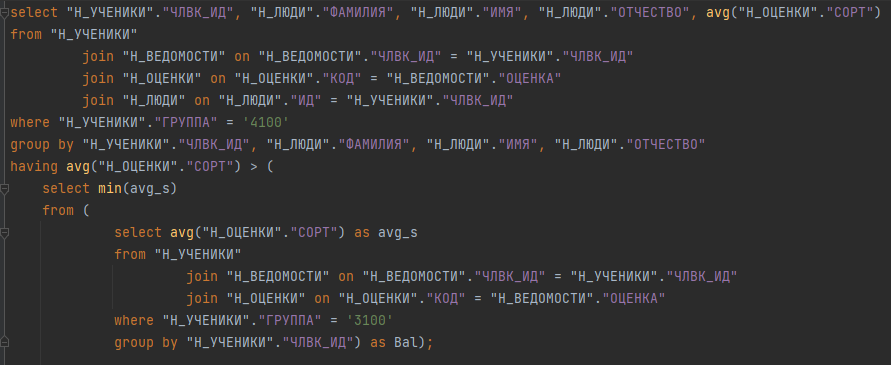 select "Н_УЧЕНИКИ"."ЧЛВК_ИД", "Н_ЛЮДИ"."ФАМИЛИЯ", "Н_ЛЮДИ"."ИМЯ", "Н_ЛЮДИ"."ОТЧЕСТВО", avg("Н_ОЦЕНКИ"."СОРТ")
from "Н_УЧЕНИКИ"
join "Н_ВЕДОМОСТИ" on "Н_ВЕДОМОСТИ"."ЧЛВК_ИД" = "Н_УЧЕНИКИ"."ЧЛВК_ИД"
join "Н_ОЦЕНКИ" on "Н_ОЦЕНКИ"."КОД" = "Н_ВЕДОМОСТИ"."ОЦЕНКА"
join "Н_ЛЮДИ" on "Н_ЛЮДИ"."ИД" = "Н_УЧЕНИКИ"."ЧЛВК_ИД"
where "Н_УЧЕНИКИ"."ГРУППА" = '4100'
group by "Н_УЧЕНИКИ"."ЧЛВК_ИД", "Н_ЛЮДИ"."ФАМИЛИЯ", "Н_ЛЮДИ"."ИМЯ", "Н_ЛЮДИ"."ОТЧЕСТВО"
having avg("Н_ОЦЕНКИ"."СОРТ") > (
select min(avg_s)
from (
select avg("Н_ОЦЕНКИ"."СОРТ") as avg_s
from "Н_УЧЕНИКИ"
join "Н_ВЕДОМОСТИ" on "Н_ВЕДОМОСТИ"."ЧЛВК_ИД" = "Н_УЧЕНИКИ"."ЧЛВК_ИД"
join "Н_ОЦЕНКИ" on "Н_ОЦЕНКИ"."КОД" = "Н_ВЕДОМОСТИ"."ОЦЕНКА"
where "Н_УЧЕНИКИ"."ГРУППА" = '3100'
group by "Н_УЧЕНИКИ"."ЧЛВК_ИД") as Bal);